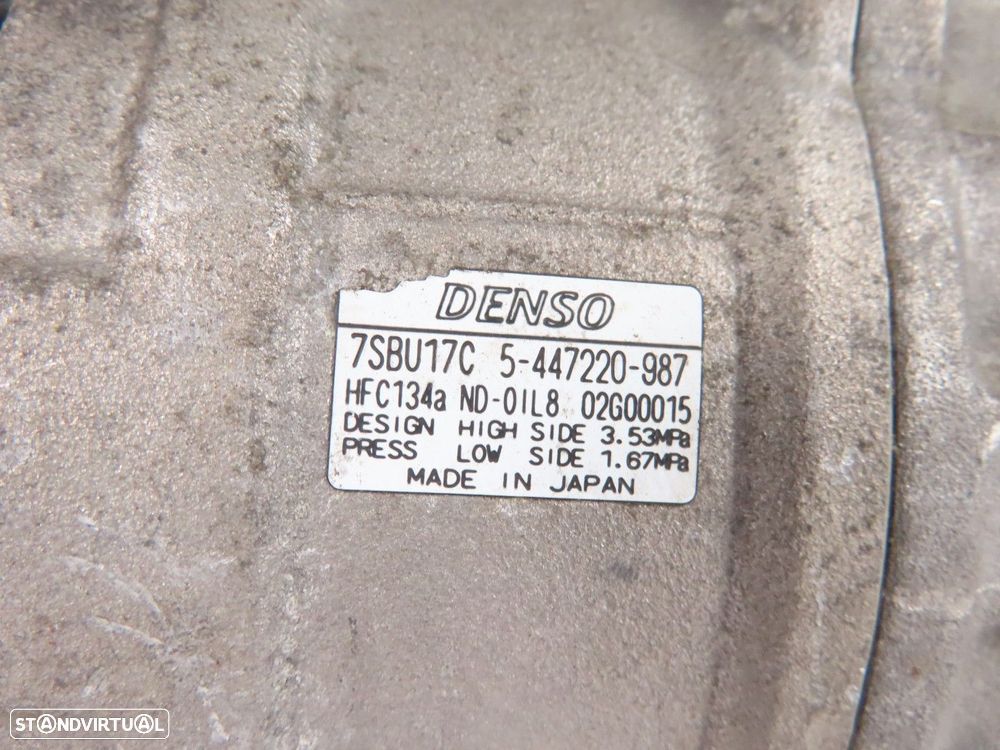 DENSO
7SBU17C 5-447220-987
HFC134a ND-OIL8 02G00015
DESIGN HIGH SIDE 3.53MPa
PRESS LOW SIDE 1.67MPa
MADE IN JAPAN
STANDVIRTUAL